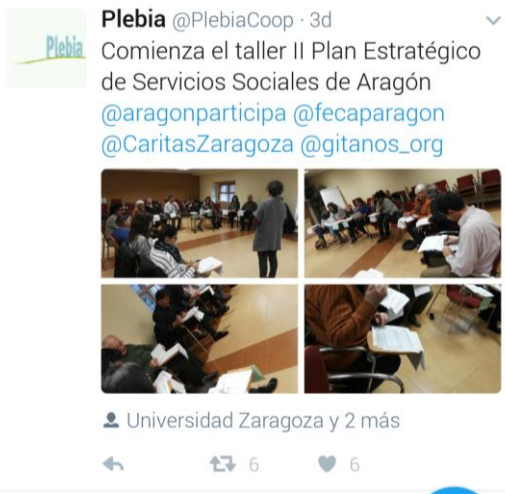 Plebia @PlebiaCoop · 3d
Plebia
Comienza el taller II Plan Estratégico
de Servicios Sociales de Aragón
@aragonparticipa @fecaparagon
@CaritasZaragoza @gitanos_org
Universidad Zaragoza y 2 más
6
6